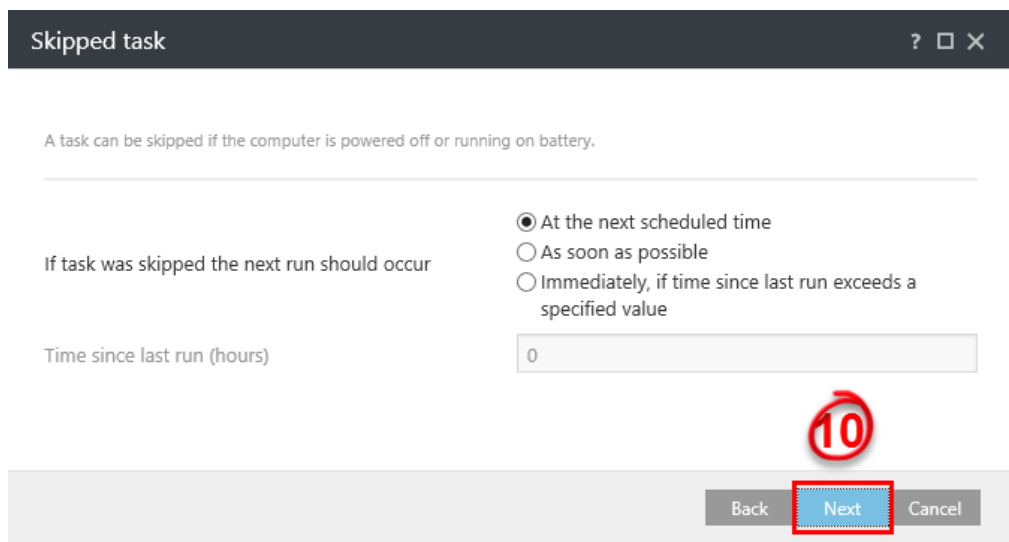 Skipped task
?
A task can be skipped if the computer is powered off or running on battery.
If task was skipped the next run should occur
At the next scheduled time
As soon as possible
Immediately, if time since last run exceeds a
specified value
Time since last run (hours)
0
10
Back Next Cancel